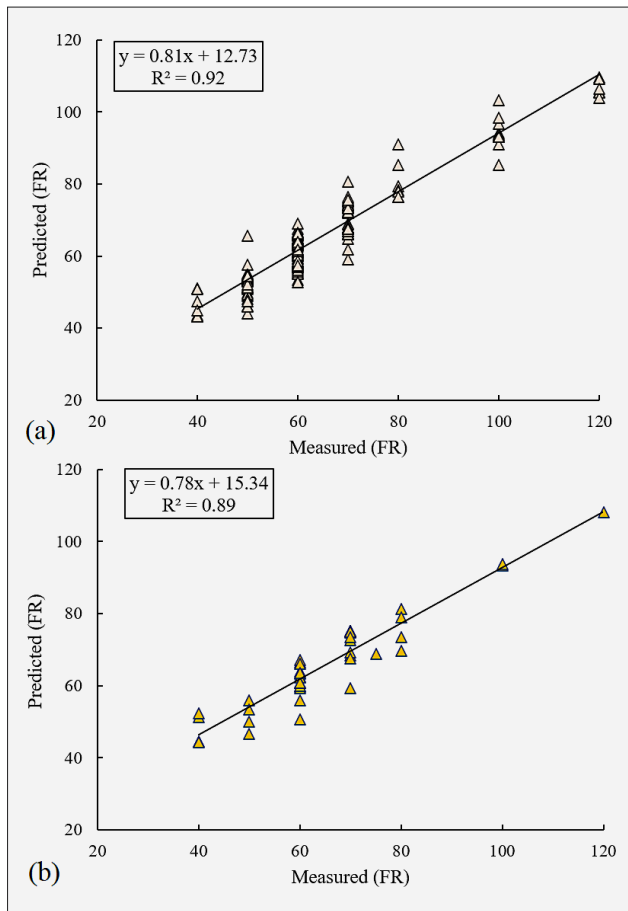 120
y = 0.81x + 12.73
R² = 0.92
100
80
60
40
20
Predicted (FR)
20 40 60 80 100 120
Measured (FR)
(a)
120
y = 0.78x + 15.34
R² = 0.89
100
80
60
40
20
Predicted (FR)
20 40 60 80 100 120
Measured (FR)
(b)